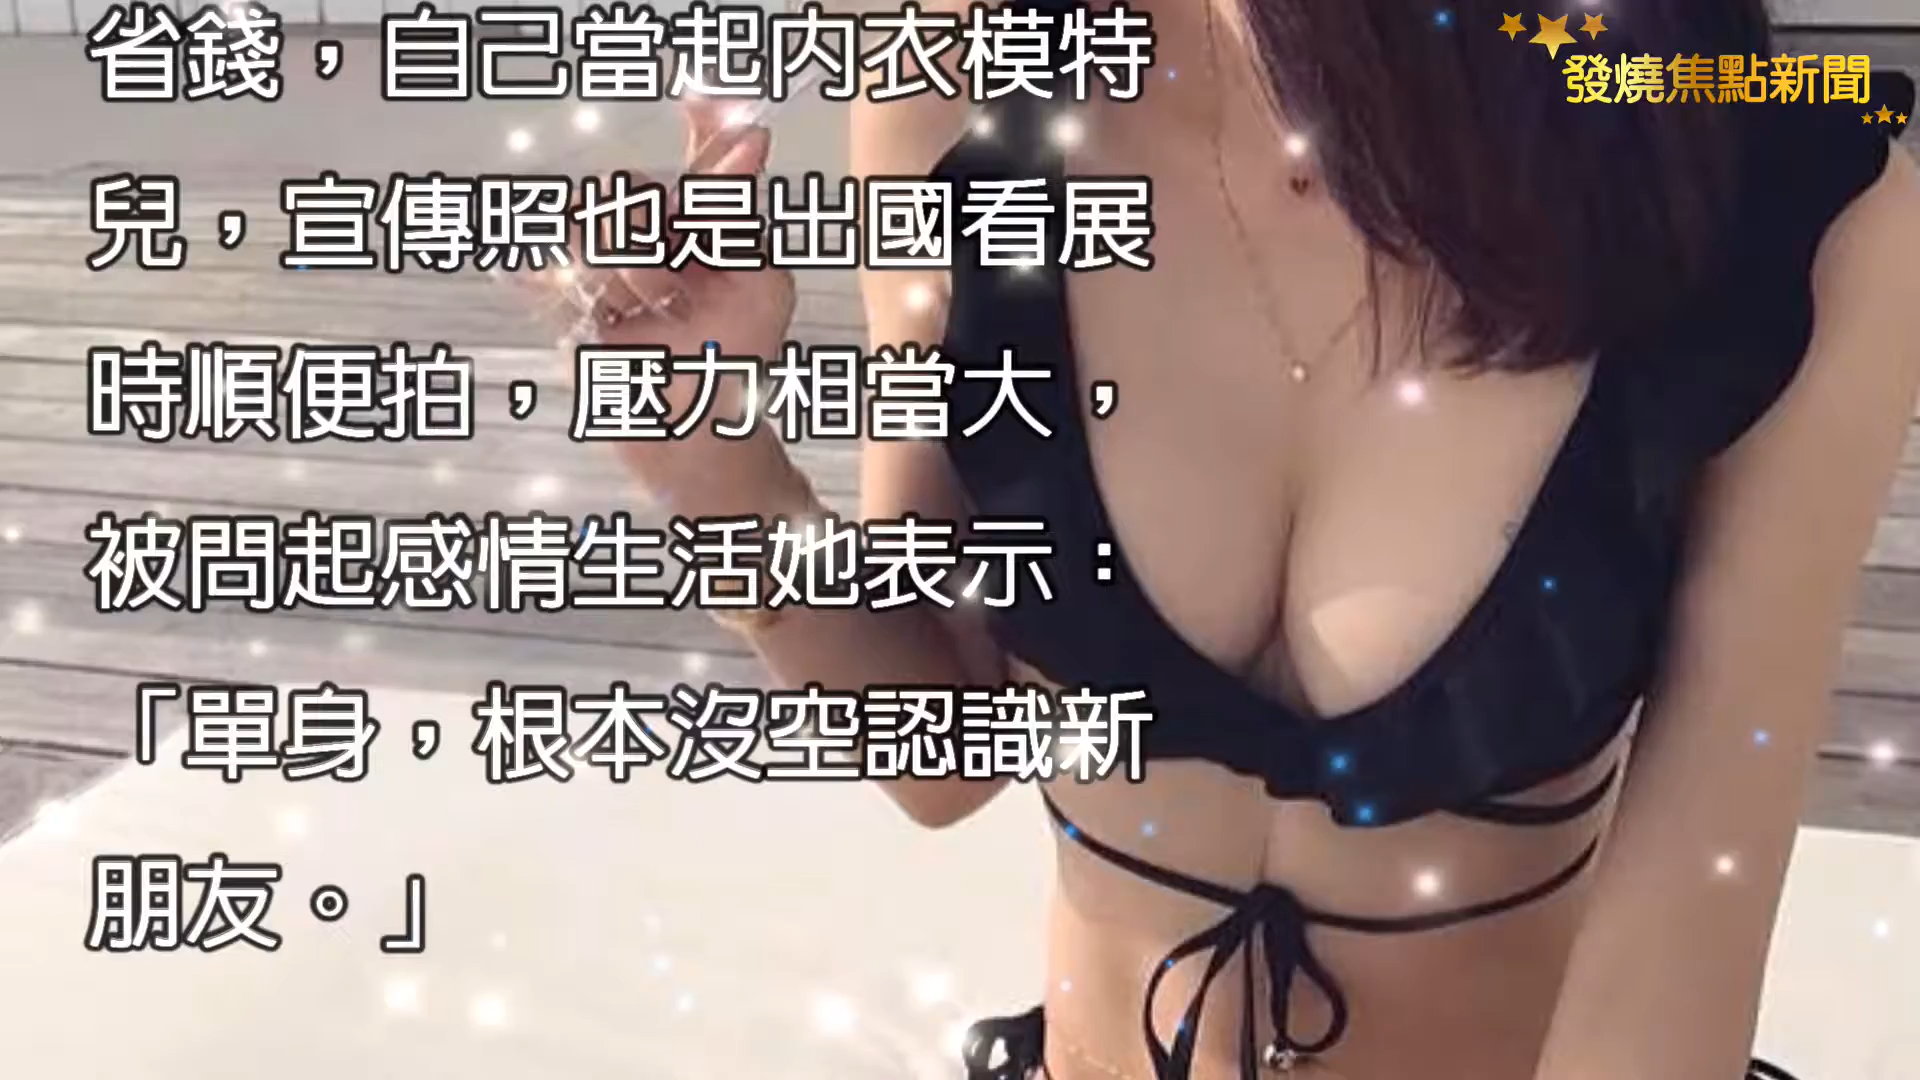 發燒焦點新聞
省錢，自己當起内衣模特
兒，宣傳照也是出國看展
時順便拍，壓力相當大，
被問起感情生活她表示：
「單身，根本沒空認識新
朋友。」